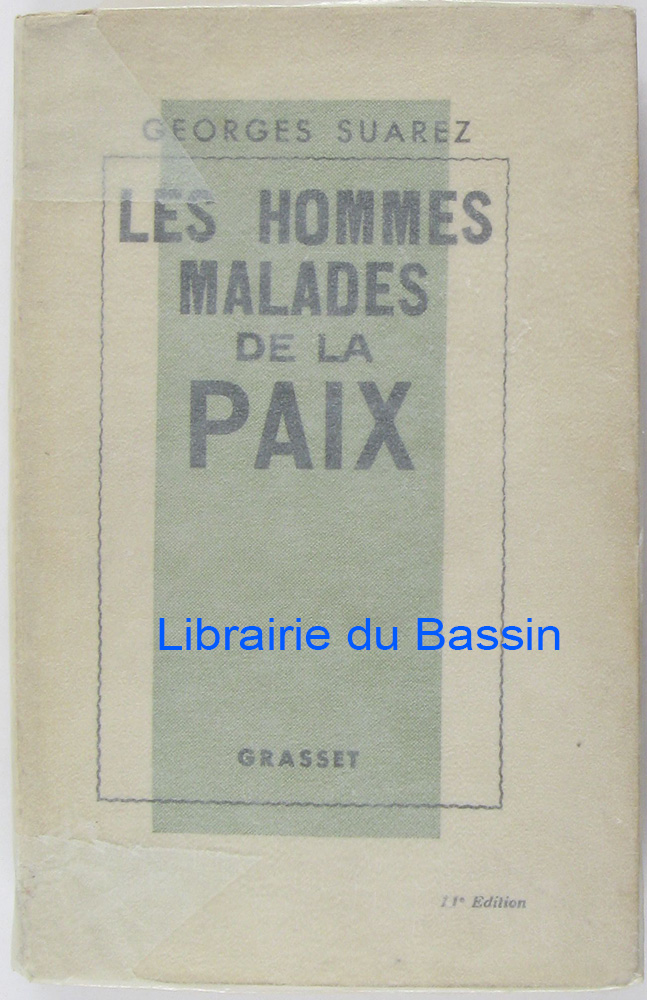 GEORGES SUAREZ
LES HOMMES
MALADES
DE LA
PAIX
Librairie du Bassin
GRASSET
11e Edition